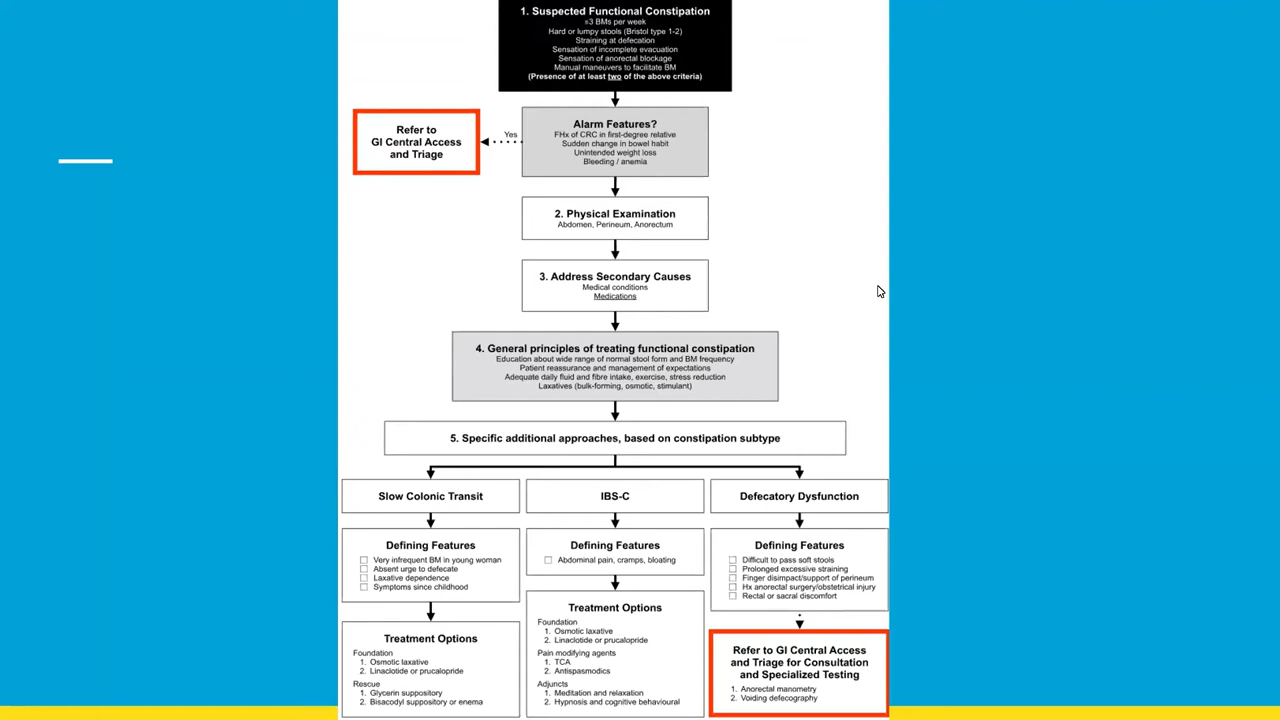 1. Suspected Functional Constipation
≤3 BMs per week
Hard or lumpy stools (Bristol type 1-2)
Straining at defecation
Sensation of incomplete evacuation
Sensation of anorectal blockage
Manual maneuvers to facilitate BM
(Presence of at least two of the above criteria)
Refer to
GI Central Access
and Triage
Yes
Alarm Features?
FHx of CRC in first-degree relative
Sudden change in bowel habit
Unintended weight loss
Bleeding / anemia
2. Physical Examination
Abdomen, Perineum, Anorectum
3. Address Secondary Causes
Medical conditions
Medications
4. General principles of treating functional constipation
Education about wide range of normal stool form and BM frequency
Patient reassurance and management of expectations
Adequate daily fluid and fibre intake, exercise, stress reduction
Laxatives (bulk-forming, osmotic, stimulant)
5. Specific additional approaches, based on constipation subtype
Slow Colonic Transit
Defining Features
Very infrequent BM in young woman
Absent urge to defecate
Laxative dependence
Symptoms since childhood
Treatment Options
Foundation
1. Osmotic laxative
2. Linaclotide or prucalopride
Rescue
1. Glycerin suppository
2. Bisacodyl suppository or enema
IBS-C
Defining Features
Abdominal pain, cramps, bloating
Treatment Options
Foundation
1. Osmotic laxative
2. Linaclotide or prucalopride
Pain modifying agents
1. TCA
2. Antispasmodics
Adjuncts
1. Meditation and relaxation
2. Hypnosis and cognitive behavioural
Defecatory Dysfunction
Defining Features
Difficult to pass soft stools
Prolonged excessive straining
Finger disimpact/support of perineum
Hx anorectal surgery/obstetrical injury
Rectal or sacral discomfort
Refer to GI Central Access
and Triage for Consultation
and Specialized Testing
1. Anorectal manometry
2. Voiding defecography